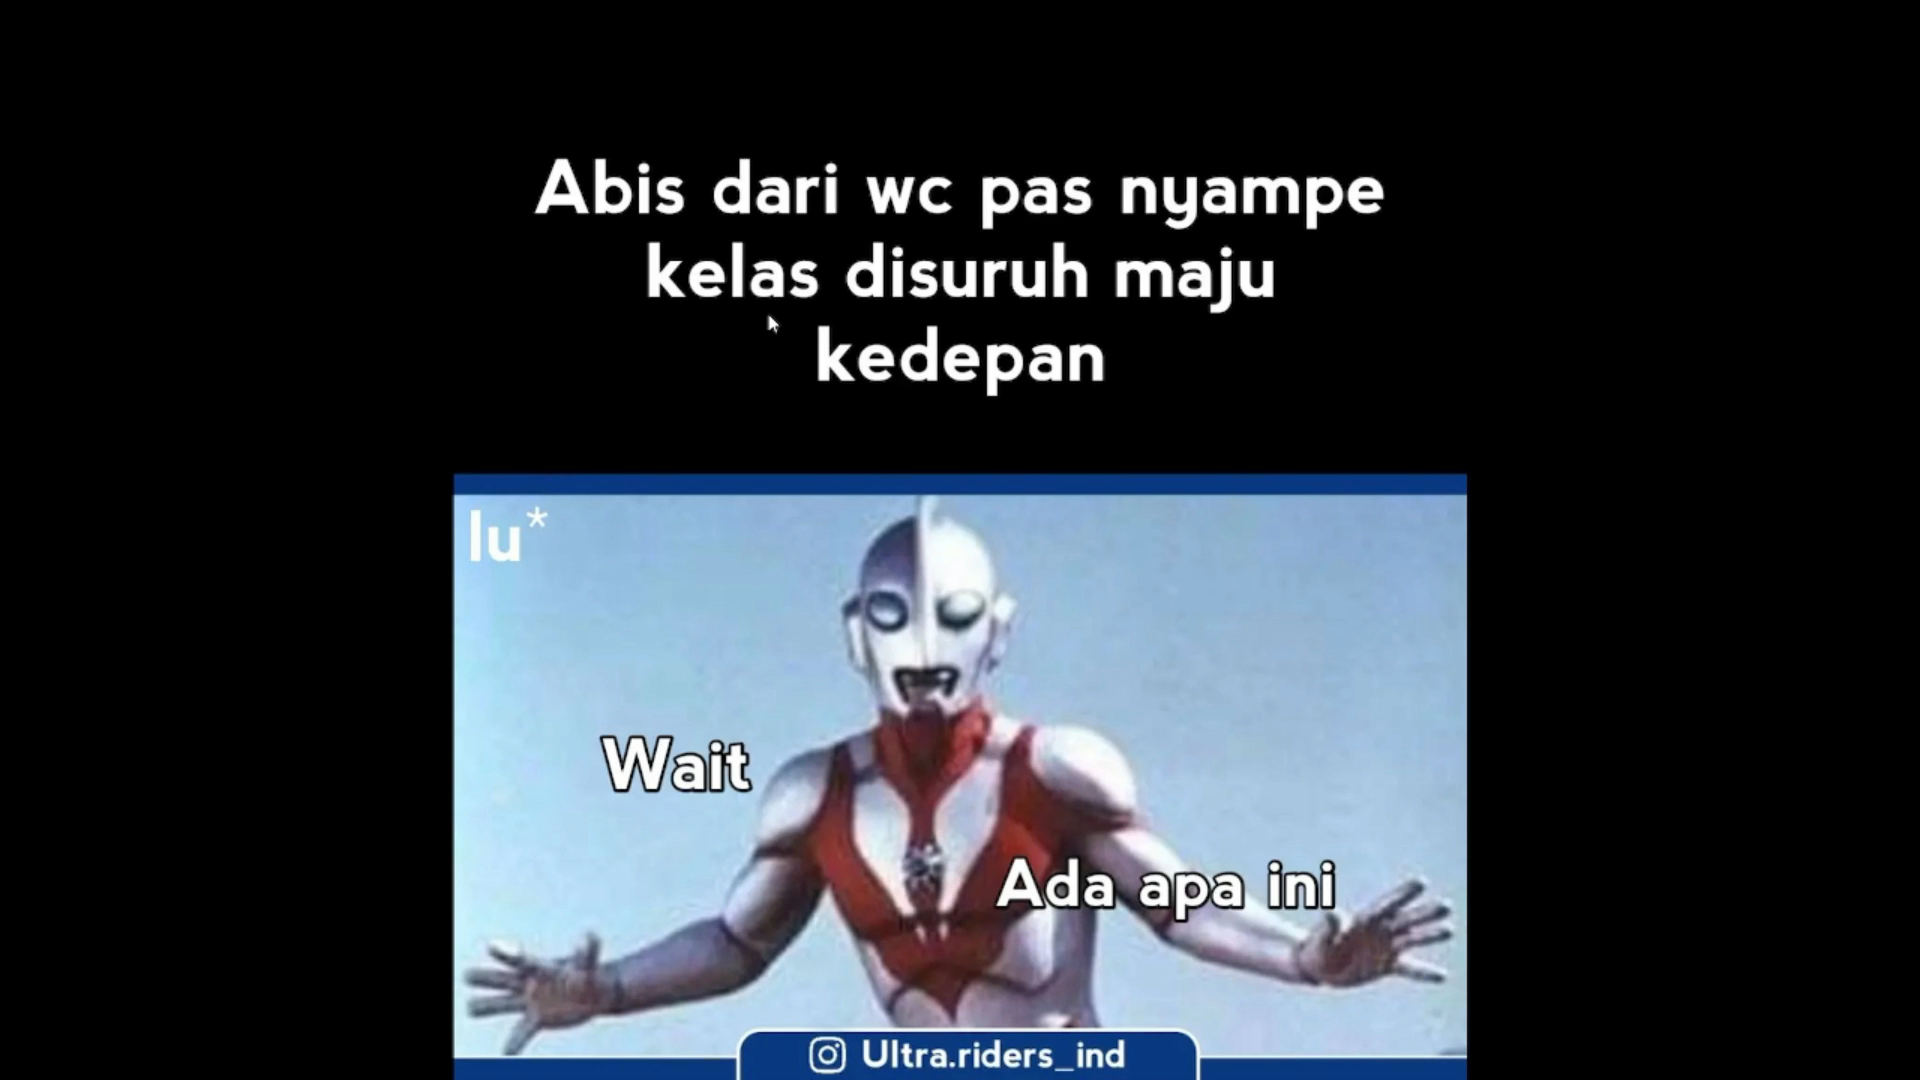 Abis dari wc pas nyampe
kelas disuruh maju
kedepan
lu*
Wait
Ada apa ini
Ultra.riders_ind